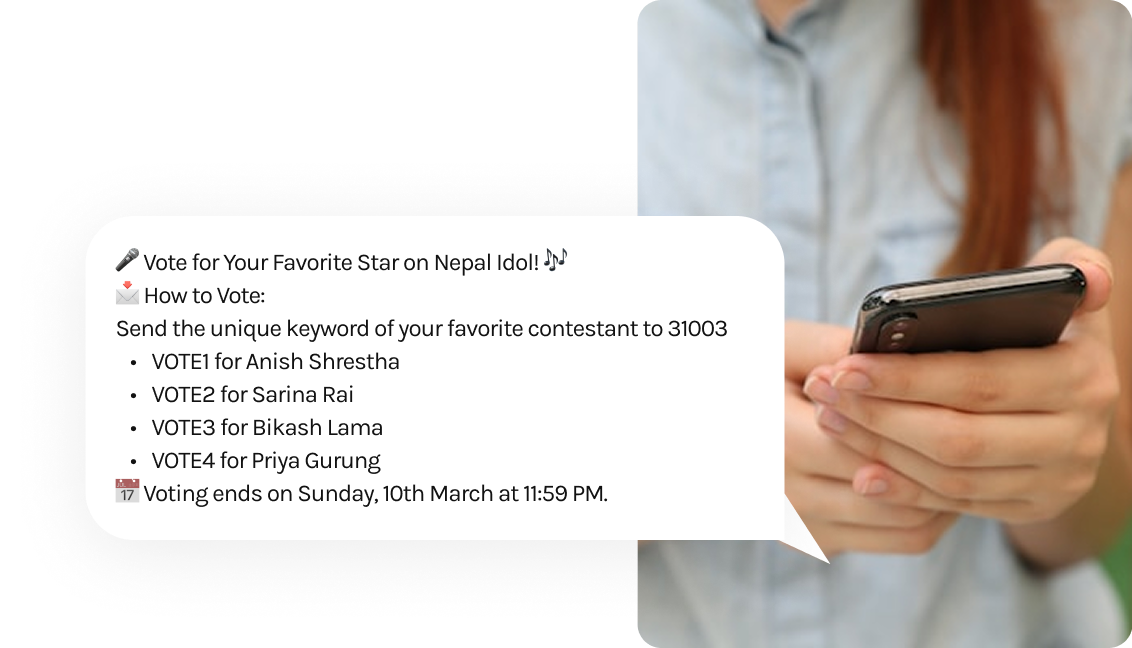 🎤 Vote for Your Favorite Star on Nepal Idol! 🎶
📩 How to Vote:
Send the unique keyword of your favorite contestant to 31003
• VOTE1 for Anish Shrestha
• VOTE2 for Sarina Rai
• VOTE3 for Bikash Lama
• VOTE4 for Priya Gurung
📅 Voting ends on Sunday, 10th March at 11:59 PM.